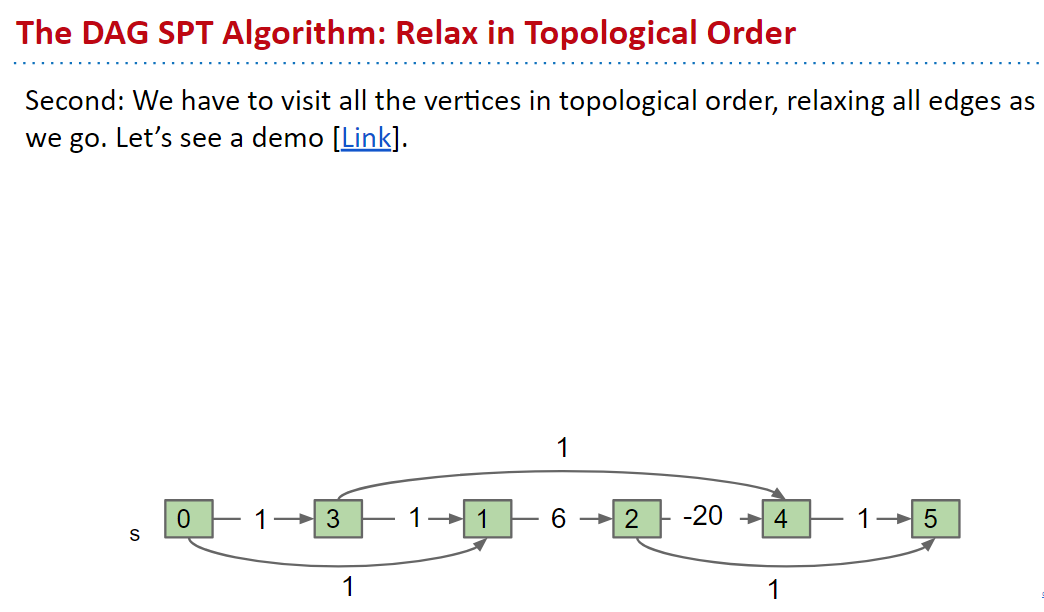 The DAG SPT Algorithm: Relax in Topological Order
Second: We have to visit all the vertices in topological order, relaxing all edges as
we go. Let’s see a demo [Link].
1
s 0 1 3 1 1 6 2 -20 4 1 5
1 1